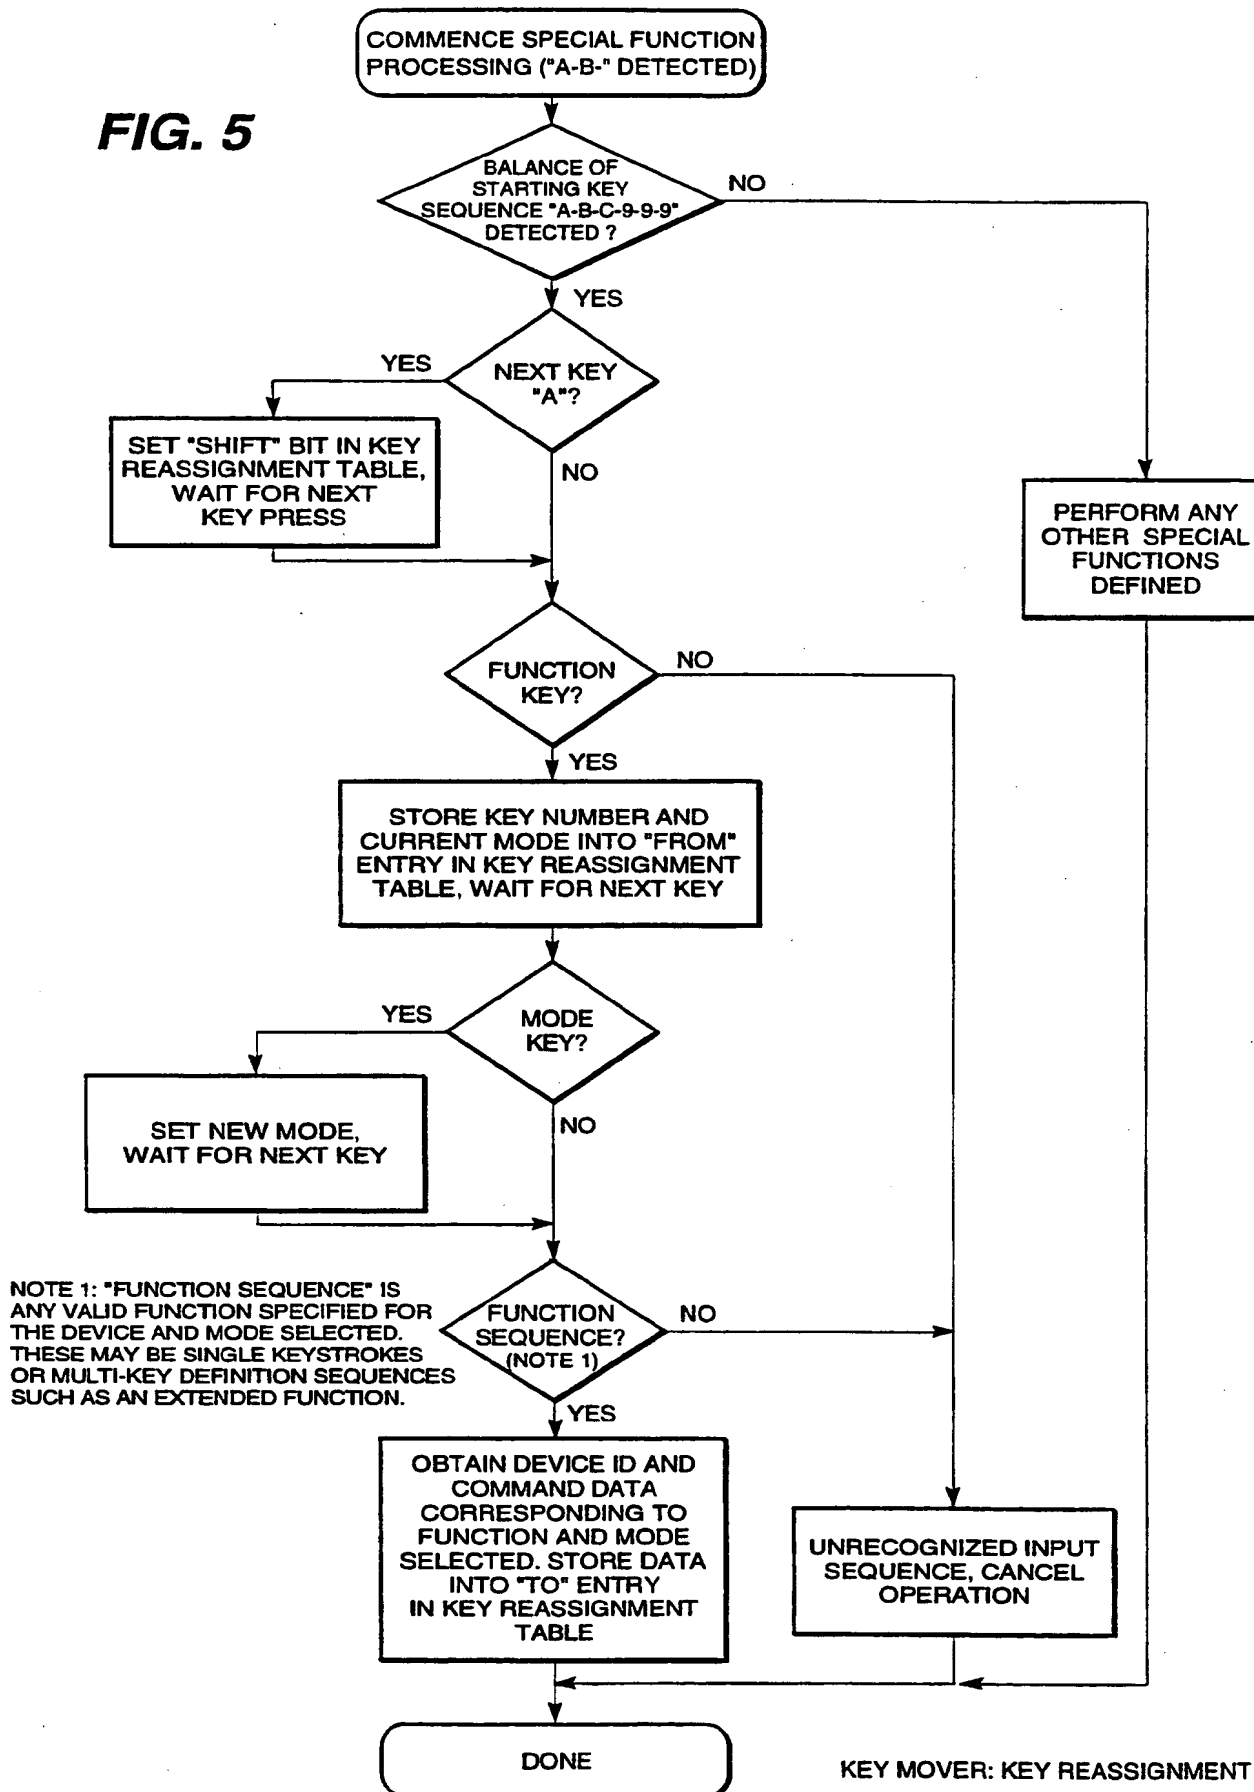 COMMENCE SPECIAL FUNCTION
PROCESSING ("A-B-" DETECTED)
FIG. 5
BALANCE OF
STARTING KEY
SEQUENCE "A-B-C-9-9-9"
DETECTED ?
NO
YES
NEXT KEY
"A"?
YES
NO
SET "SHIFT" BIT IN KEY
REASSIGNMENT TABLE,
WAIT FOR NEXT
KEY PRESS
PERFORM ANY
OTHER SPECIAL
FUNCTIONS
DEFINED
FUNCTION
KEY?
NO
YES
STORE KEY NUMBER AND
CURRENT MODE INTO "FROM"
ENTRY IN KEY REASSIGNMENT
TABLE, WAIT FOR NEXT KEY
MODE
KEY?
YES
NO
SET NEW MODE,
WAIT FOR NEXT KEY
NOTE 1: "FUNCTION SEQUENCE" IS
ANY VALID FUNCTION SPECIFIED FOR
THE DEVICE AND MODE SELECTED.
THESE MAY BE SINGLE KEYSTROKES
OR MULTI-KEY DEFINITION SEQUENCES
SUCH AS AN EXTENDED FUNCTION.
FUNCTION
SEQUENCE?
(NOTE 1)
NO
YES
OBTAIN DEVICE ID AND
COMMAND DATA
CORRESPONDING TO
FUNCTION AND MODE
SELECTED. STORE DATA
INTO "TO" ENTRY
IN KEY REASSIGNMENT
TABLE
UNRECOGNIZED INPUT
SEQUENCE, CANCEL
OPERATION
DONE
KEY MOVER: KEY REASSIGNMENT